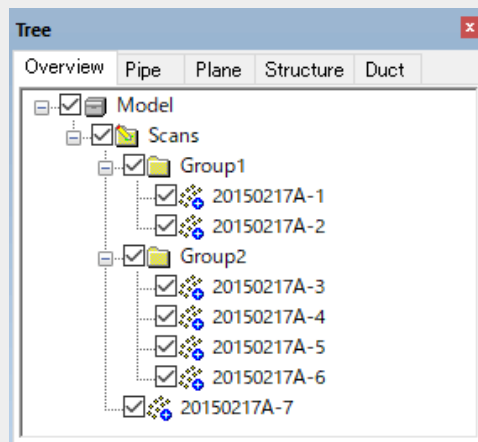 Tree
Overview Pipe Plane Structure Duct
Model
Scans
Group1
20150217A-1
20150217A-2
Group2
20150217A-3
20150217A-4
20150217A-5
20150217A-6
20150217A-7